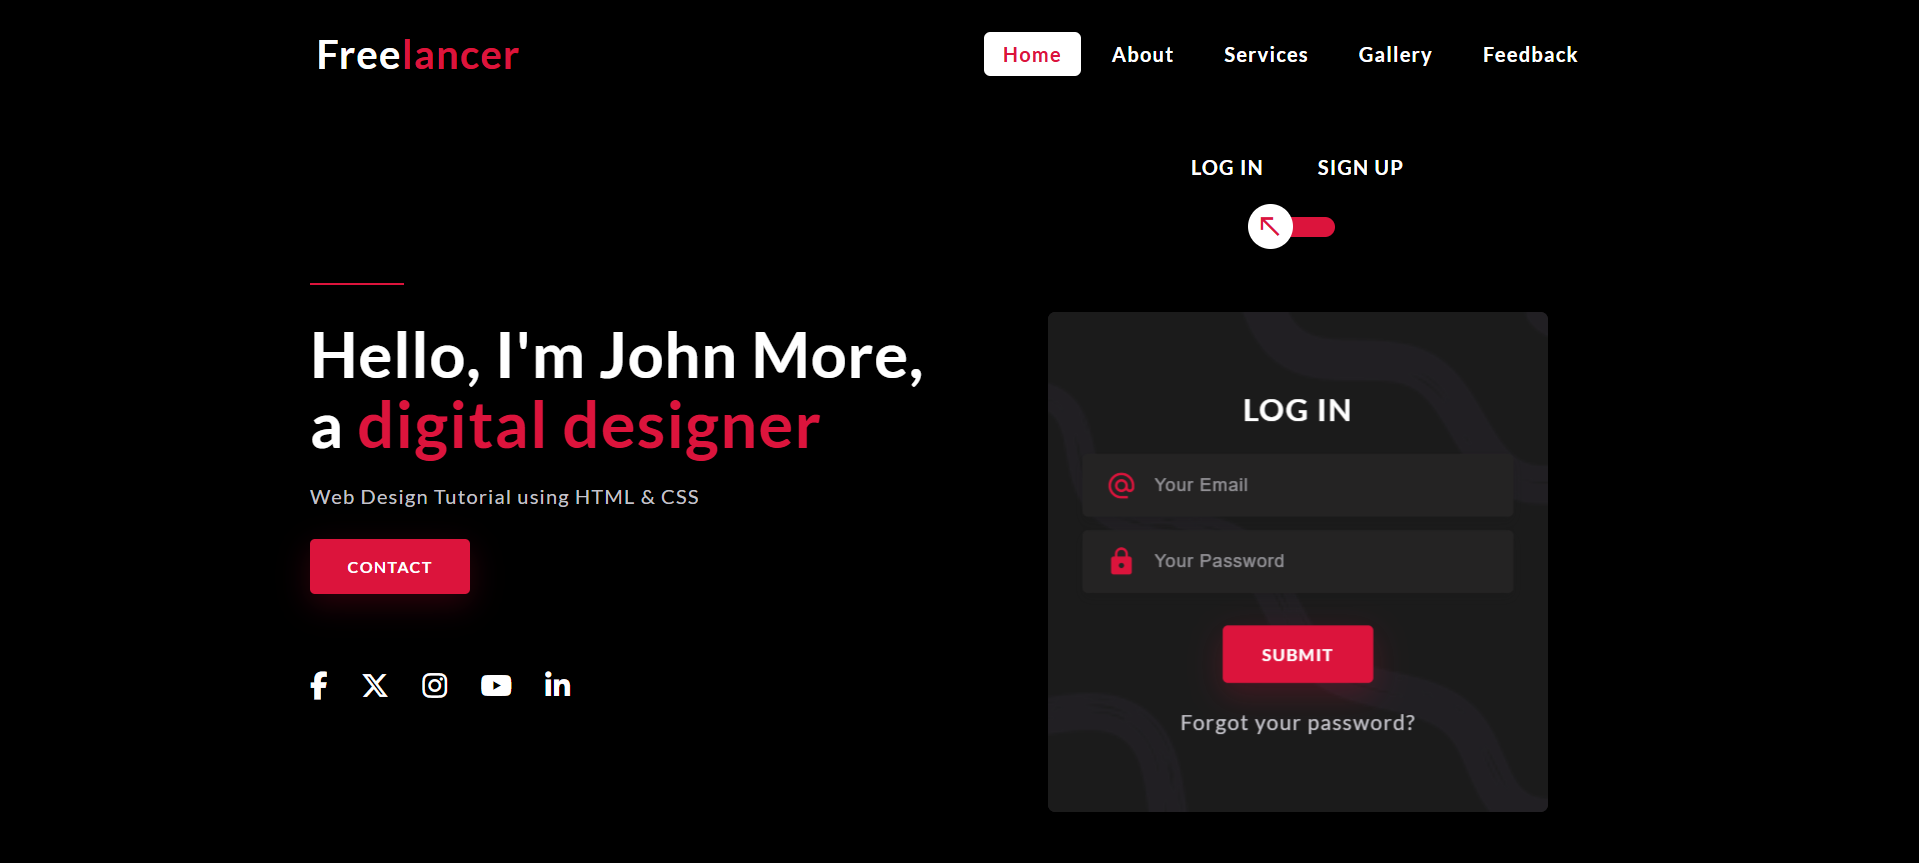 Freelancer
Home About Services Gallery Feedback
LOG IN SIGN UP
Hello, I'm John More,
a digital designer
Web Design Tutorial using HTML & CSS
CONTACT
LOG IN
Your Email
Your Password
SUBMIT
Forgot your password?